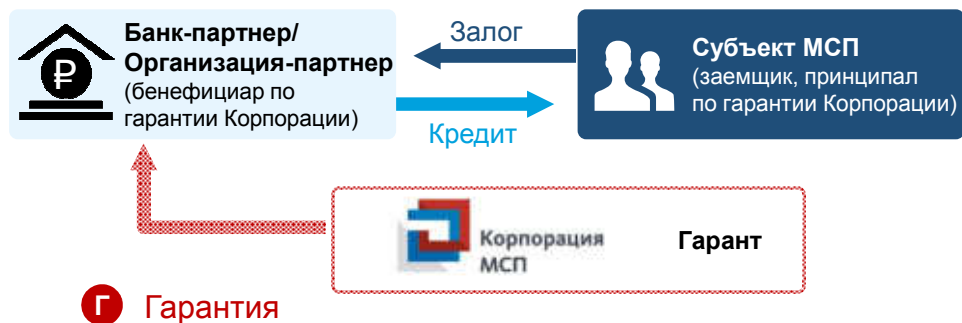 Банк-партнер/
Организация-партнер
(бенефициар по
гарантии Корпорации)
Залог
Кредит
Субъект МСП
(заемщик, принципал
по гарантии Корпорации)
Корпорация
МСП
Гарант
Г Гарантия